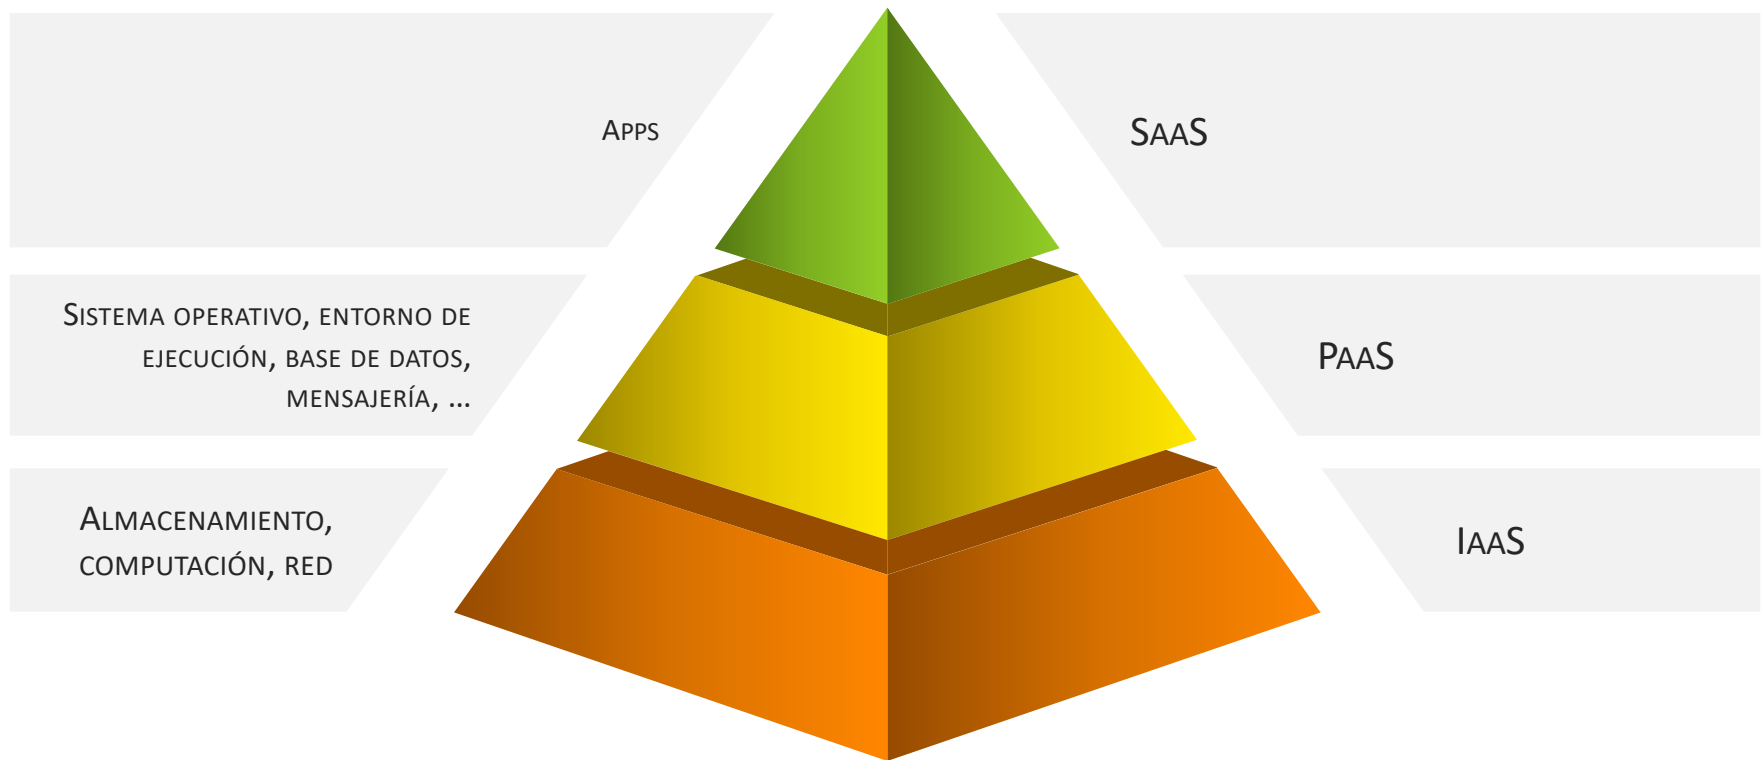 Apps
SaaS
Sistema operativo, entorno de
ejecución, base de datos,
mensajería, ...
PaaS
Almacenamiento,
computación, red
IaaS